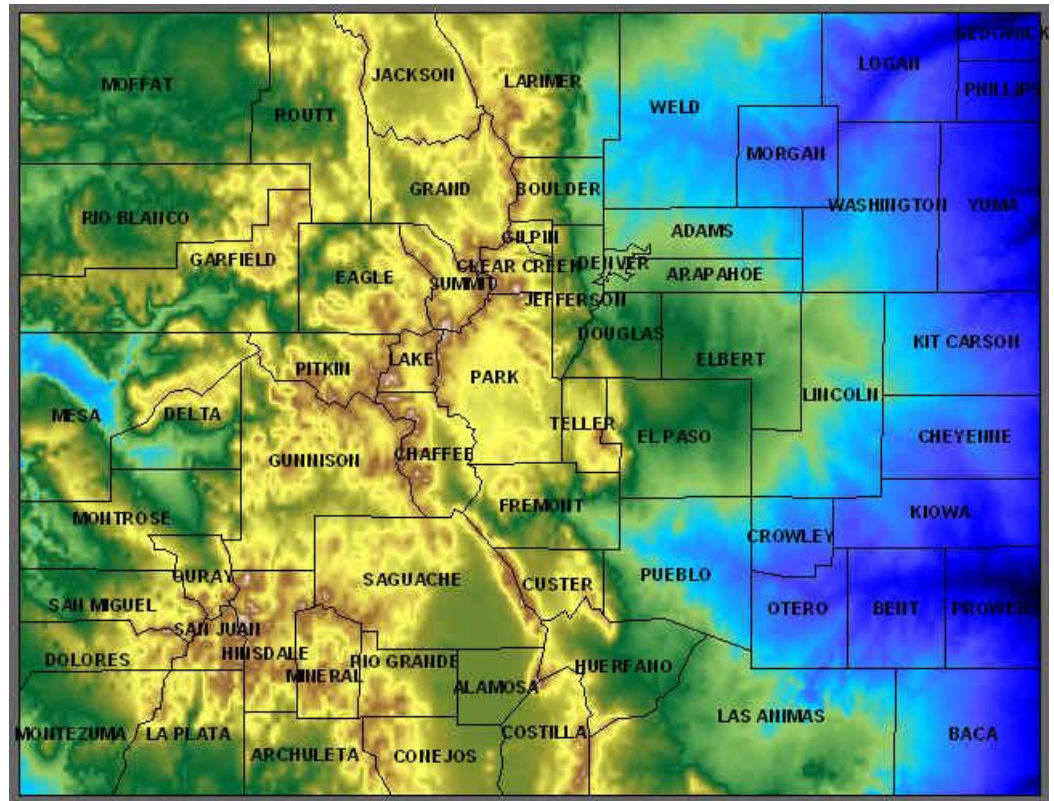 SEDGWICK
LOGAN
JACKSON
LARIMER
MOFFAT
PHILLIPS
WELD
ROUTT
MORGAN
GRAND
BOULDER
RIO BLANCO
WASHINGTON
YUMA
GILPIN
ADAMS
GARFIELD
CLEAR CREEK
DENVER
EAGLE
SUMMIT
ARAPAHOE
JEFFERSON
DOUGLAS
KIT CARSON
LAKE
ELBERT
PITKIN
PARK
LINCOLN
MESA
DELTA
TELLER
EL PASO
CHEYENNE
CHAFFEE
GUNNISON
FREMONT
KIOWA
MONTROSE
CROWLEY
OURAY
SAGUACHE
PUEBLO
CUSTER
SAN MIGUEL
OTERO
BENT
PROWER
SAN JUAN
HINSDALE
DOLORES
RIO GRANDE
HUERFANO
MINERAL
ALAMOSA
LAS ANIMAS
MONTEZUMA
LA PLATA
COSTILLA
BACA
ARCHULETA
CONEJOS